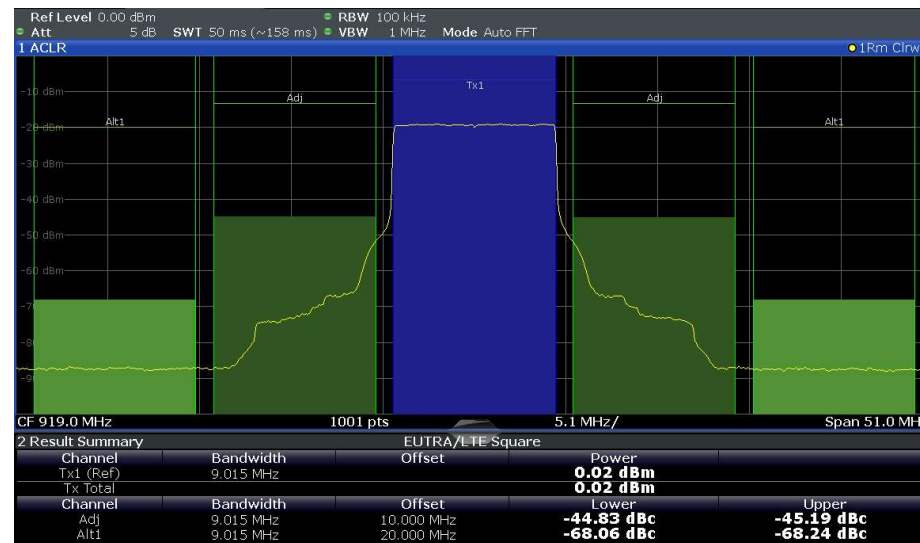 Ref Level 0.00 dBm RBW 100 kHz
Att 5 dB SWT 50 ms (~158 ms) VBW 1 MHz Mode Auto FFT
1 ACLR 1Rm Clrw
Tx1
-10 dBm
Adj Adj
Alt1 Alt1
-20 dBm
-30 dBm
-40 dBm
-50 dBm
-60 dBm
CF 919.0 MHz 1001 pts 5.1 MHz/ Span 51.0 MH
2 Result Summary EUTRA/LTE Square
Channel Bandwidth Offset Power
Tx1 (Ref) 9.015 MHz 0.02 dBm
Tx Total 0.02 dBm
Channel Bandwidth Offset Lower Upper
Adj 9.015 MHz 10.000 MHz -44.83 dBc -45.19 dBc
Alt1 9.015 MHz 20.000 MHz -68.06 dBc -68.24 dBc